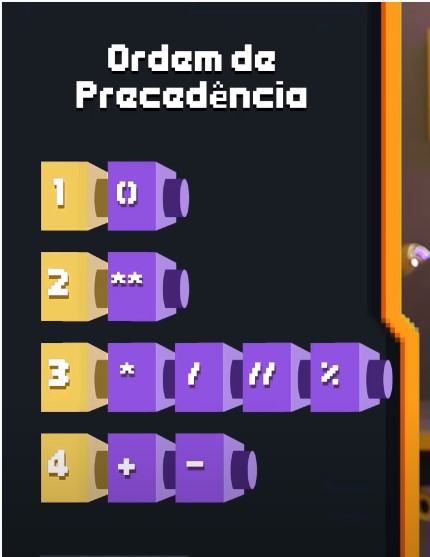 Ordem de
Precedência
1 ()
2 **
3 * / // %
4 + -